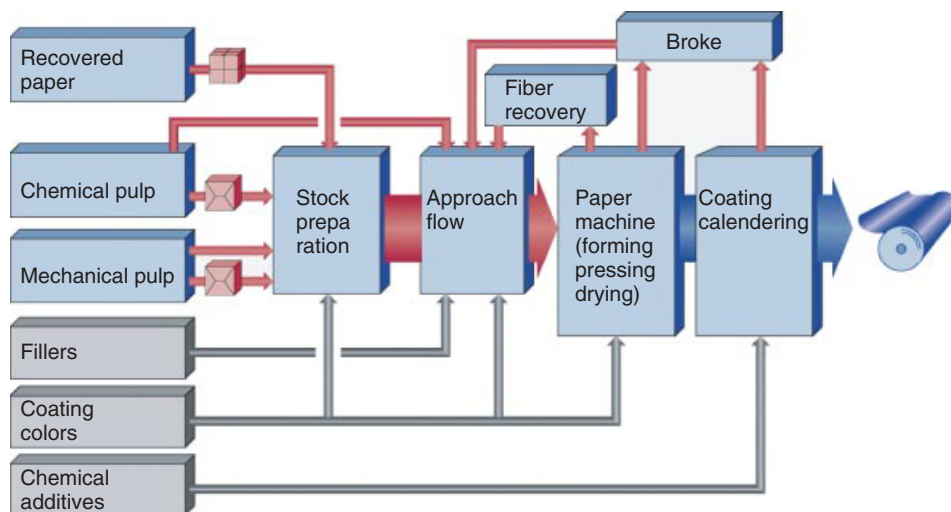 Recovered
paper
Broke
Fiber
recovery
Chemical pulp
Mechanical pulp
Stock
prepa
ration
Approach
flow
Paper
machine
(forming
pressing
drying)
Coating
calendering
Fillers
Coating
colors
Chemical
additives